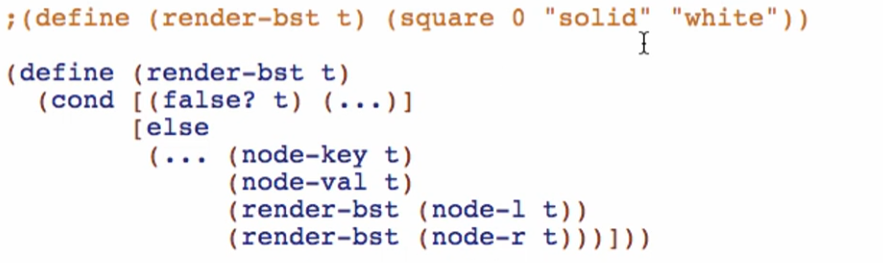 ;(define (render-bst t) (square 0 "solid" "white"))
(define (render-bst t)
(cond [(false? t) (...)]
[else
(... (node-key t)
(node-val t)
(render-bst (node-l t))
(render-bst (node-r t)))]))